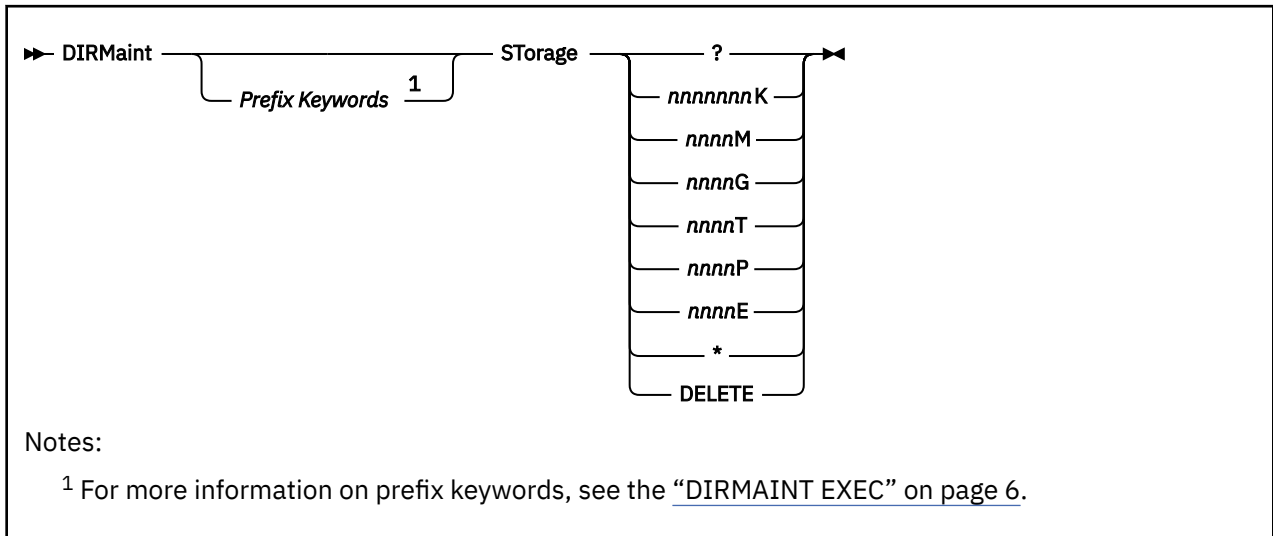 DIRMaint STorage ?
Prefix Keywords 1
nnnnnnnK
nnnnM
nnnnG
nnnnT
nnnnP
nnnnE
*
DELETE
Notes:
1 For more information on prefix keywords, see the “DIRMAINT EXEC” on page 6.